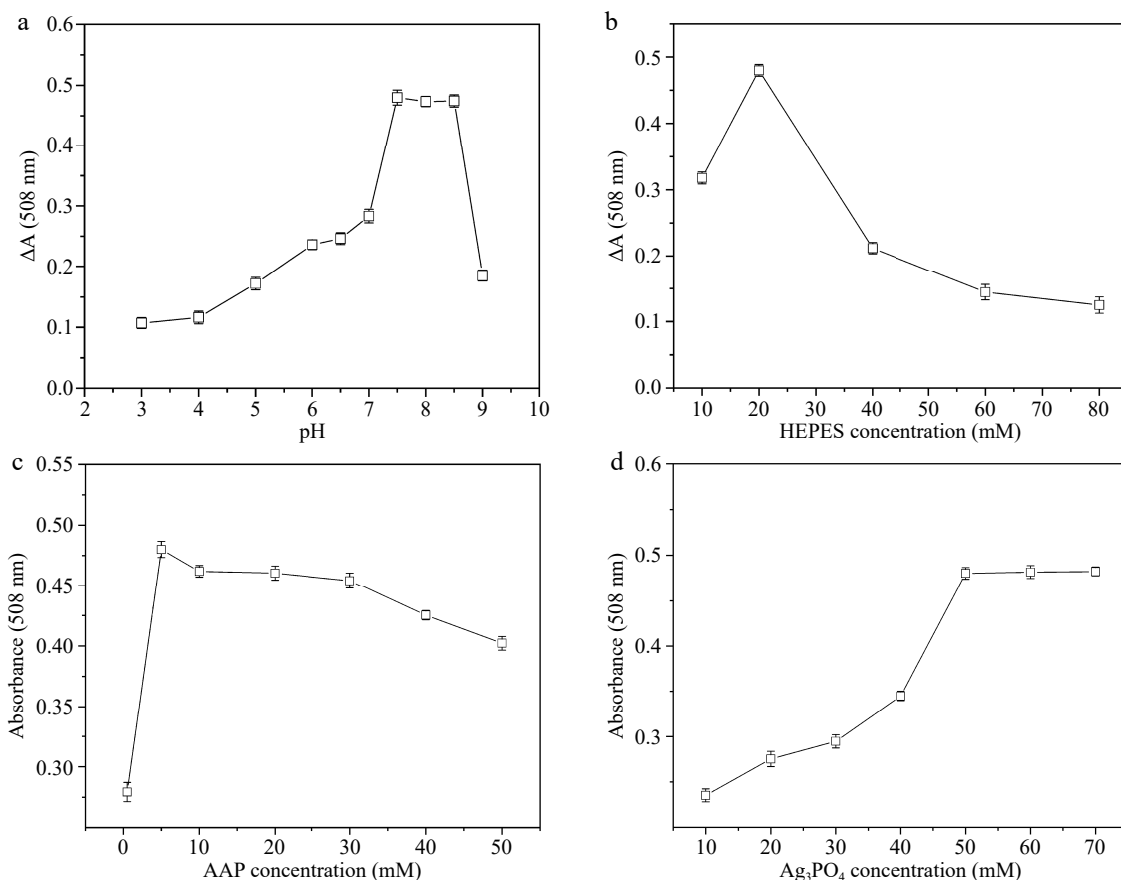 a
0.6
0.5
0.4
0.3
0.2
0.1
0.0
ΔA (508 nm)
2 3 4 5 6 7 8 9 10
pH
b
0.5
0.4
0.3
0.2
0.1
0.0
ΔA (508 nm)
10 20 30 40 50 60 70 80
HEPES concentration (mM)
c
0.55
0.50
0.45
0.40
0.35
0.30
Absorbance (508 nm)
0 10 20 30 40 50
AAP concentration (mM)
d
0.6
0.5
0.4
0.3
Absorbance (508 nm)
10 20 30 40 50 60 70
Ag₃PO₄ concentration (mM)